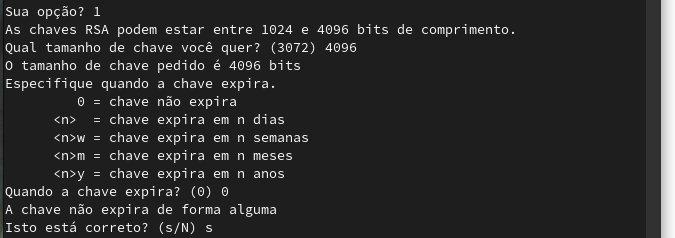 Sua opção? 1
As chaves RSA podem estar entre 1024 e 4096 bits de comprimento.
Qual tamanho de chave você quer? (3072) 4096
O tamanho de chave pedido é 4096 bits
Especifique quando a chave expira.
         0 = chave não expira
      <n>  = chave expira em n dias
      <n>w = chave expira em n semanas
      <n>m = chave expira em n meses
      <n>y = chave expira em n anos
Quando a chave expira? (0) 0
A chave não expira de forma alguma
Isto está correto? (s/N) s